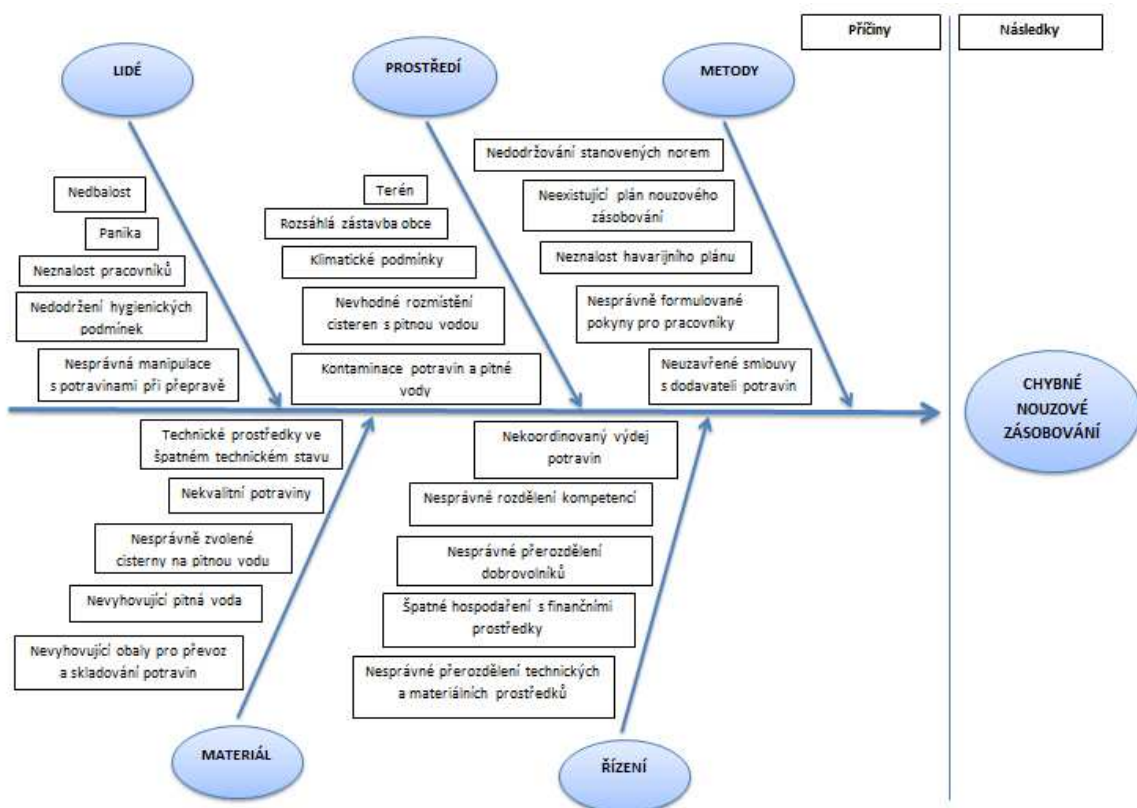 Příčiny
Následky
LIDÉ
PROSTŘEDÍ
METODY
Nedbalost
Panika
Neznalost pracovníků
Nedodržení hygienických
podmínek
Nesprávná manipulace
s potravinami při přepravě
Terén
Rozsáhlá zástavba obce
Klimatické podmínky
Nevhodné rozmístění
cisteren s pitnou vodou
Kontaminace potravin a pitné
vody
Nedodržování stanovených norem
Neexistující plán nouzového
zásobování
Neznalost havarijního plánu
Nesprávně formulované
pokyny pro pracovníky
Neuzavřené smlouvy
s dodavateli potravin
CHYBNÉ
NOUZOVÉ
ZÁSOBOVÁNÍ
Technické prostředky ve
špatném technickém stavu
Nekvalitní potraviny
Nesprávně zvolené
cisterny na pitnou vodu
Nevyhovující pitná voda
Nevyhovující obaly pro převoz
a skladování potravin
Nekoordinovaný výdej
potravin
Nesprávné rozdělení kompetencí
Nesprávné přerozdělení
dobrovolníků
Špatné hospodaření s finančními
prostředky
Nesprávné přerozdělení technických
a materiálních prostředků
MATERIÁL
ŘÍZENÍ